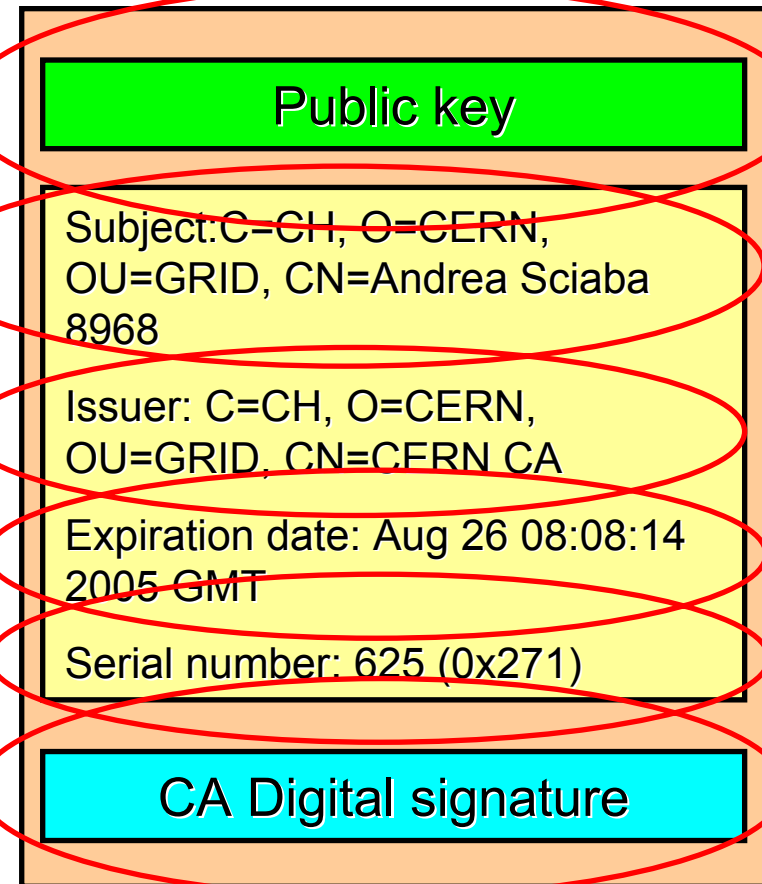 Public key
Subject:C=CH, O=CERN,
OU=GRID, CN=Andrea Sciaba
8968
Issuer: C=CH, O=CERN,
OU=GRID, CN=CERN CA
Expiration date: Aug 26 08:08:14
2005 GMT
Serial number: 625 (0x271)
CA Digital signature